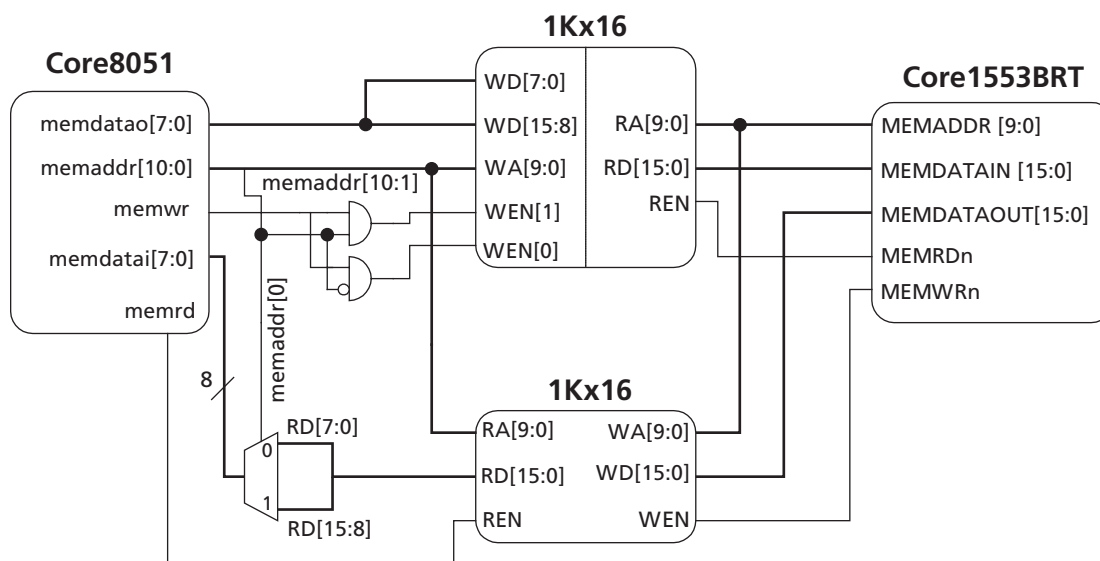 1Kx16
Core8051
Core1553BRT
memdatao[7:0]
memaddr[10:0]
memwr
memdatai[7:0]
memrd
memaddr[10:1]
memaddr[0]
8
WD[7:0]
WD[15:8]
WA[9:0]
WEN[1]
WEN[0]
RA[9:0]
RD[15:0]
REN
MEMADDR [9:0]
MEMDATAIN [15:0]
MEMDATAOUT[15:0]
MEMRDn
MEMWRn
1Kx16
RA[9:0]
RD[15:0]
REN
WA[9:0]
WD[15:0]
WEN
RD[7:0]
0
1
RD[15:8]